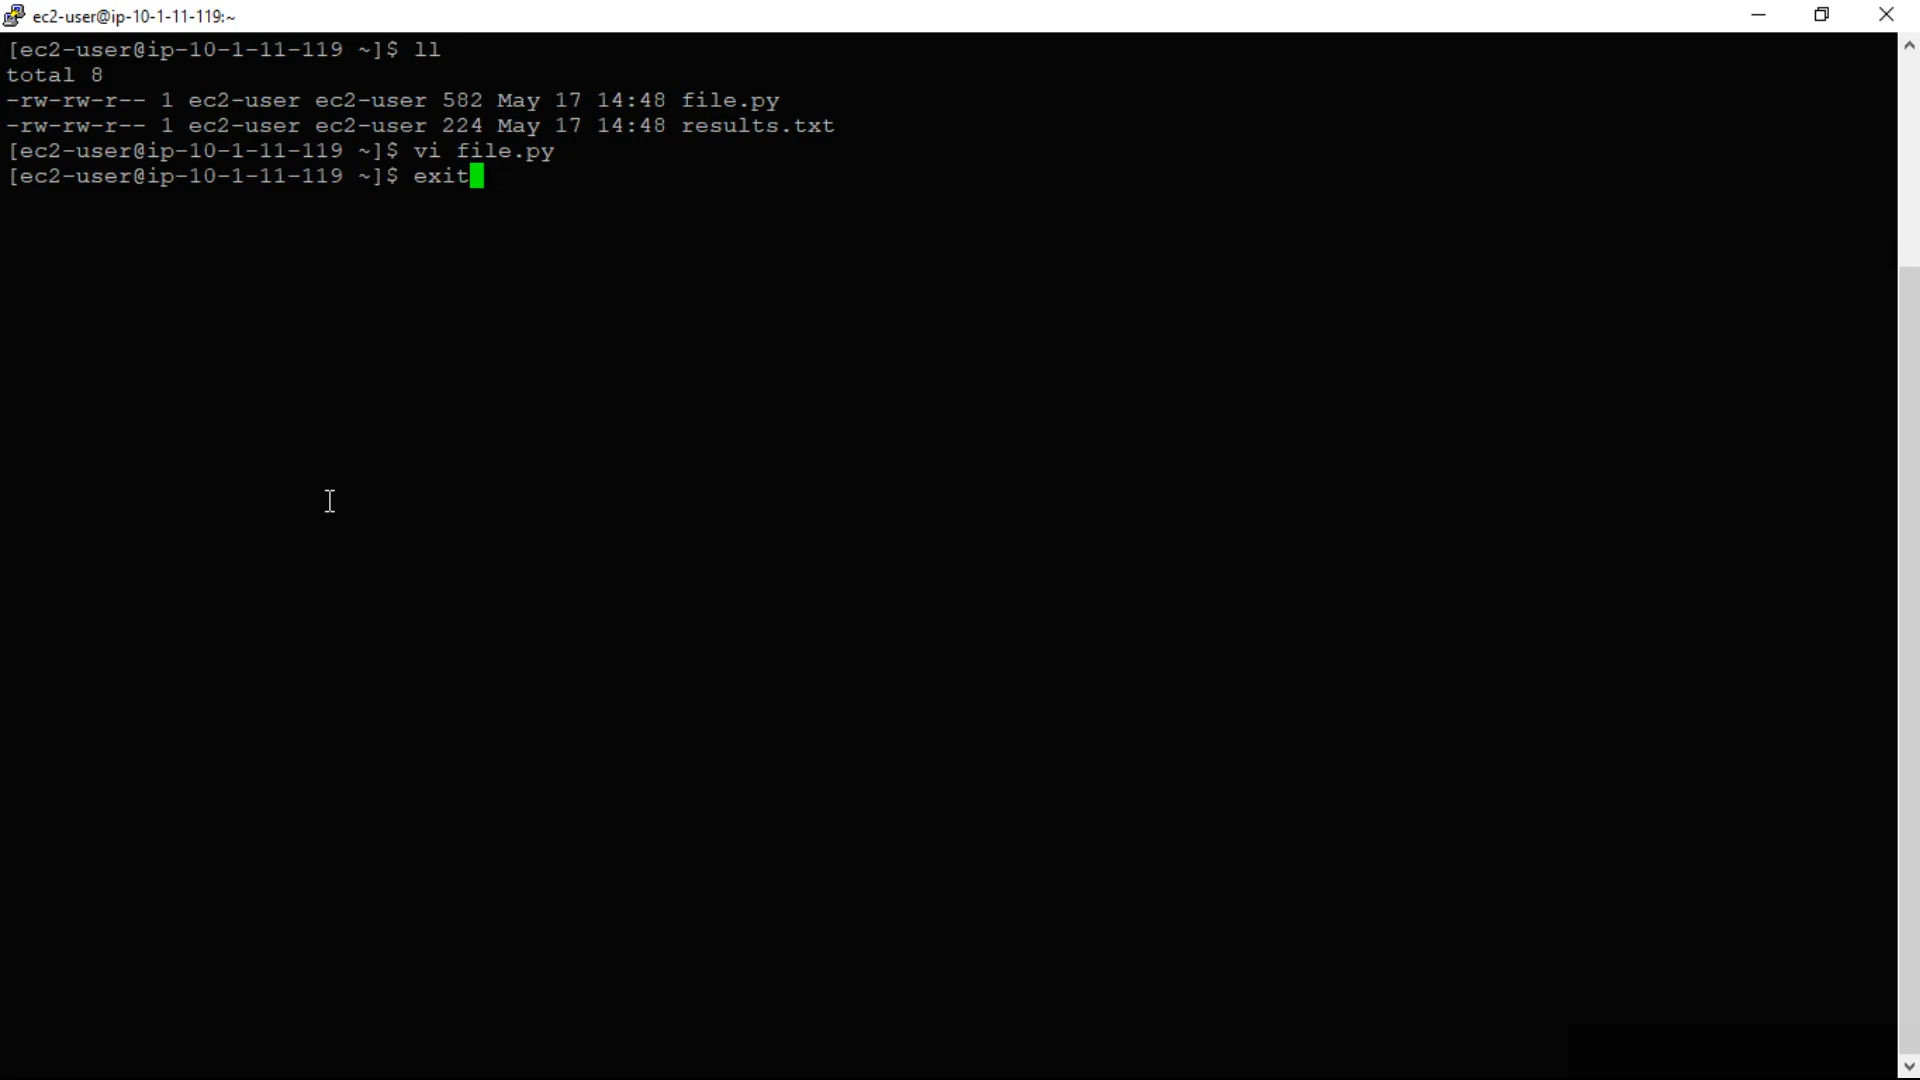 ec2-user@ip-10-1-11-119:~
[ec2-user@ip-10-1-11-119 ~]$ ll
total 8
-rw-rw-r-- 1 ec2-user ec2-user 582 May 17 14:48 file.py
-rw-rw-r-- 1 ec2-user ec2-user 224 May 17 14:48 results.txt
[ec2-user@ip-10-1-11-119 ~]$ vi file.py
[ec2-user@ip-10-1-11-119 ~]$ exit